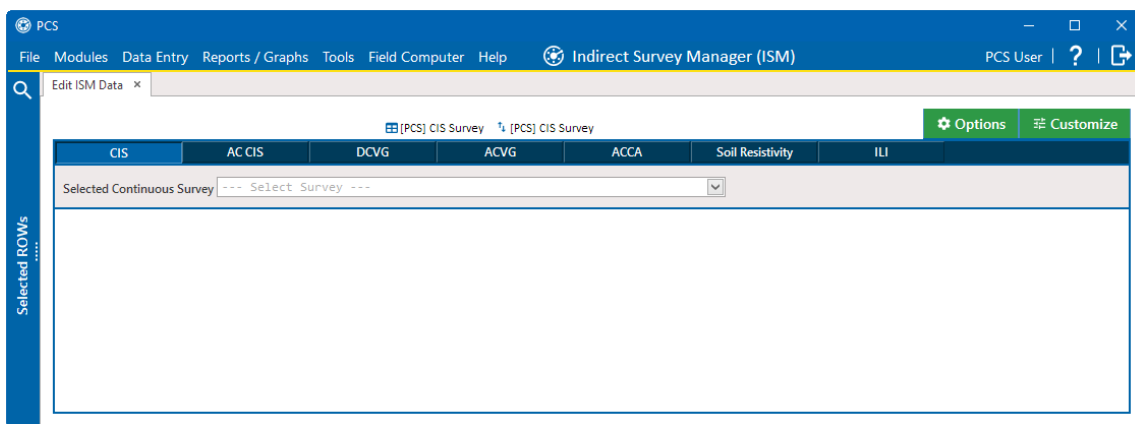 PCS
File Modules Data Entry Reports / Graphs Tools Field Computer Help Indirect Survey Manager (ISM) PCS User | ? |
Edit ISM Data ×
[PCS] CIS Survey [PCS] CIS Survey Options Customize
CIS AC CIS DCVG ACVG ACCA Soil Resistivity ILI
Selected Continuous Survey --- Select Survey ---
Selected ROWs